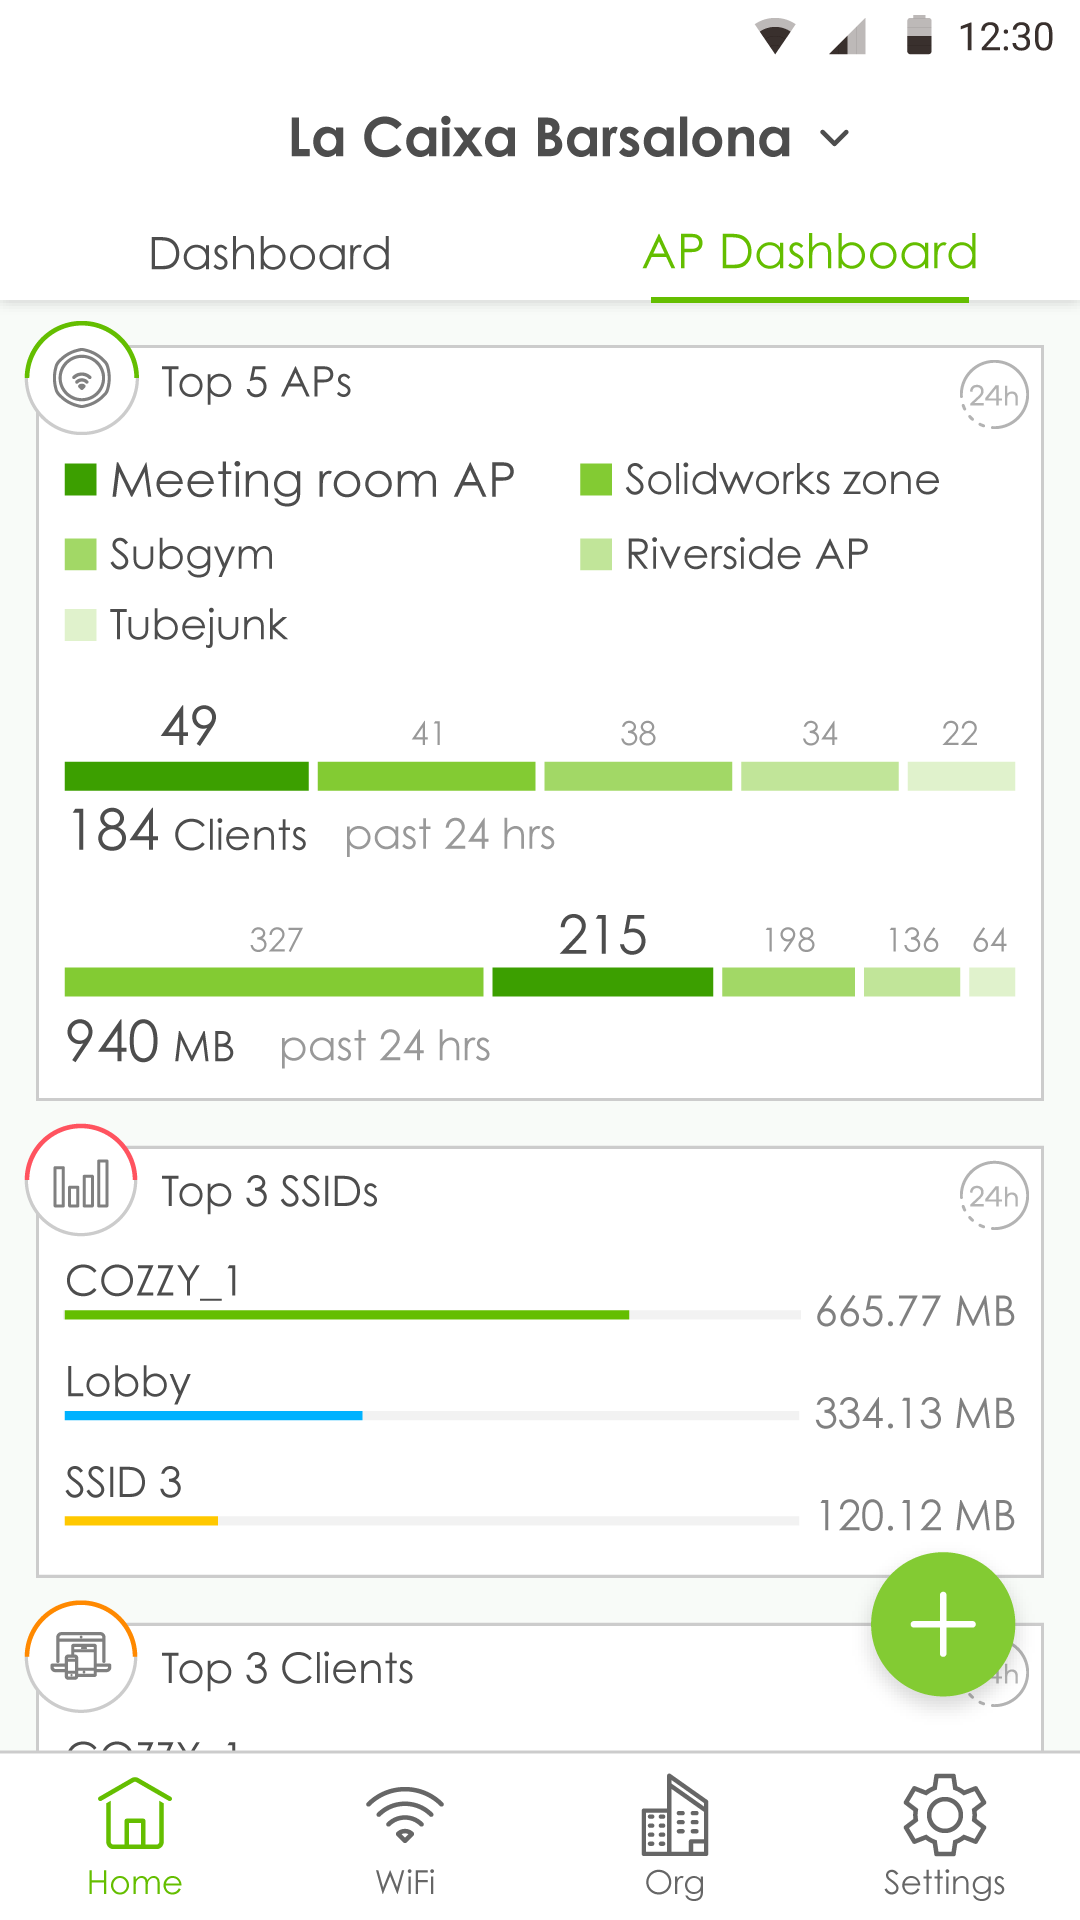 12:30
La Caixa Barsalona
Dashboard AP Dashboard
Top 5 APs 24h
Meeting room AP Solidworks zone
Subgym Riverside AP
Tubejunk
49 41 38 34 22
184 Clients past 24 hrs
327 215 198 136 64
940 MB past 24 hrs
Top 3 SSIDs 24h
COZZY_1
665.77 MB
Lobby
334.13 MB
SSID 3
120.12 MB
Top 3 Clients
COZZY_1
Home WiFi Org Settings